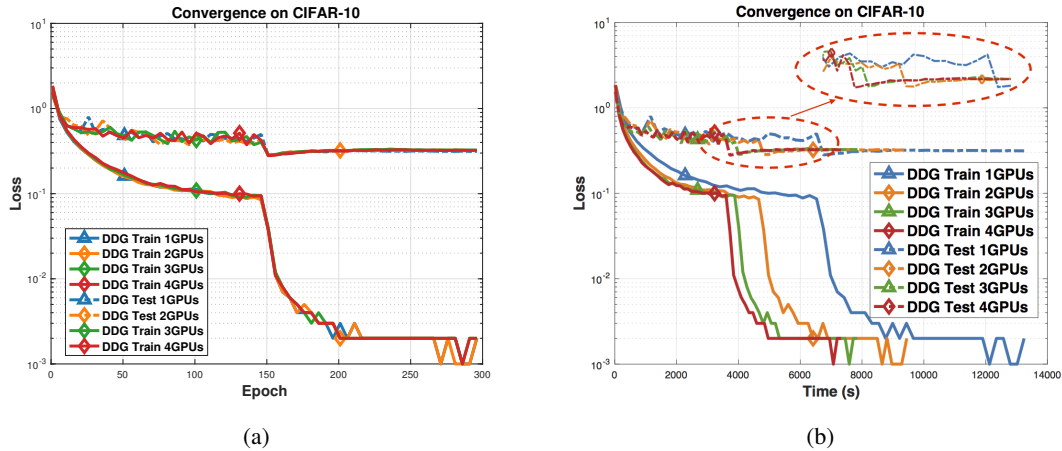 Convergence on CIFAR-10
10^1
10^0
10^-1
10^-2
10^-3
Loss
DDG Train 1GPUs
DDG Train 2GPUs
DDG Train 3GPUs
DDG Train 4GPUs
DDG Test 1GPUs
DDG Test 2GPUs
DDG Train 3GPUs
DDG Train 4GPUs
0 50 100 150 200 250 300
Epoch
(a)
Convergence on CIFAR-10
10^1
10^0
10^-1
10^-2
10^-3
Loss
DDG Train 1GPUs
DDG Train 2GPUs
DDG Train 3GPUs
DDG Train 4GPUs
DDG Test 1GPUs
DDG Test 2GPUs
DDG Test 3GPUs
DDG Test 4GPUs
0 2000 4000 6000 8000 10000 12000 14000
Time (s)
(b)